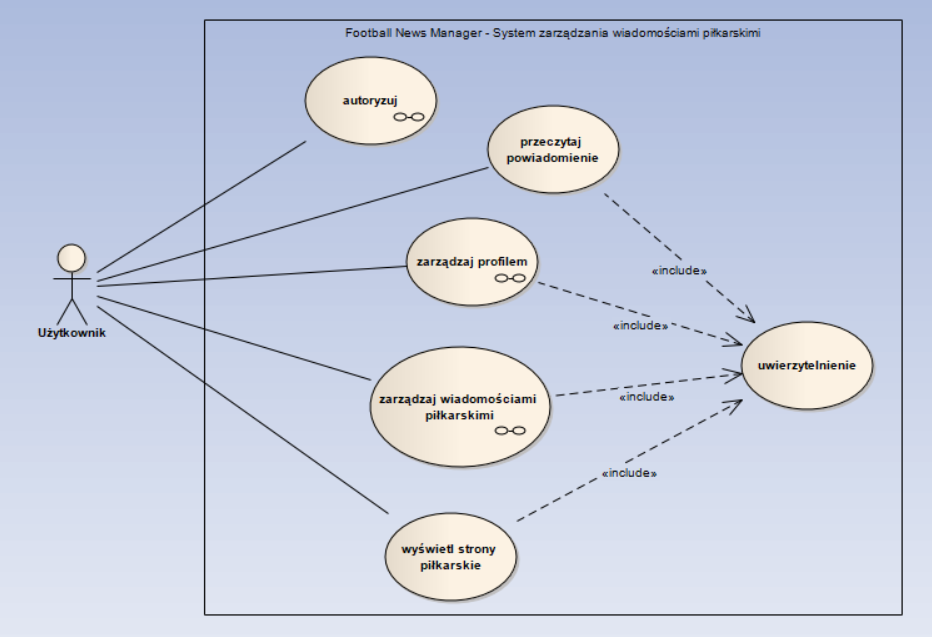 Football News Manager - System zarządzania wiadomościami piłkarskimi
autoryzuj
przeczytaj
powiadomienie
zarządzaj profilem
«include»
Użytkownik
«include»
uwierzytelnienie
zarządzaj wiadomościami
piłkarskimi
«include»
«include»
wyświetl strony
piłkarskie